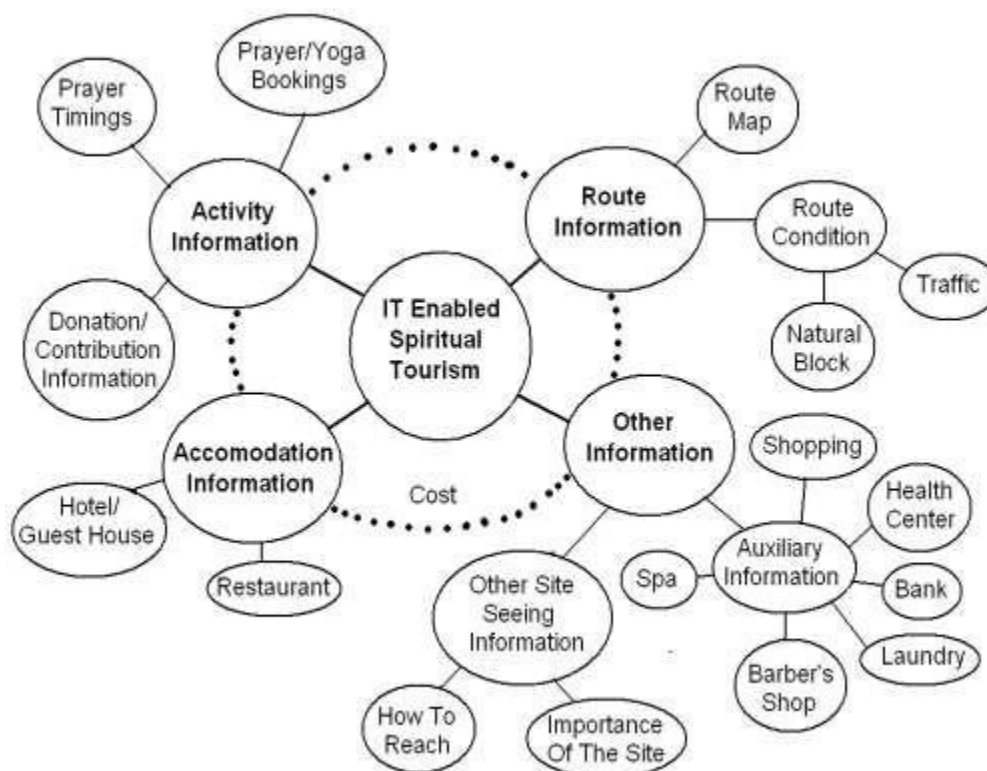 Prayer/Yoga
Bookings
Prayer
Timings
Route
Map
Activity
Information
Route
Information
Route
Condition
Traffic
Natural
Block
IT Enabled
Spiritual
Tourism
Donation/
Contribution
Information
Accomodation
Information
Hotel/
Guest House
Restaurant
Cost
Other
Information
Shopping
Health
Center
Auxiliary
Information
Spa
Bank
Laundry
Barber's
Shop
Other Site
Seeing
Information
How To
Reach
Importance
Of The Site